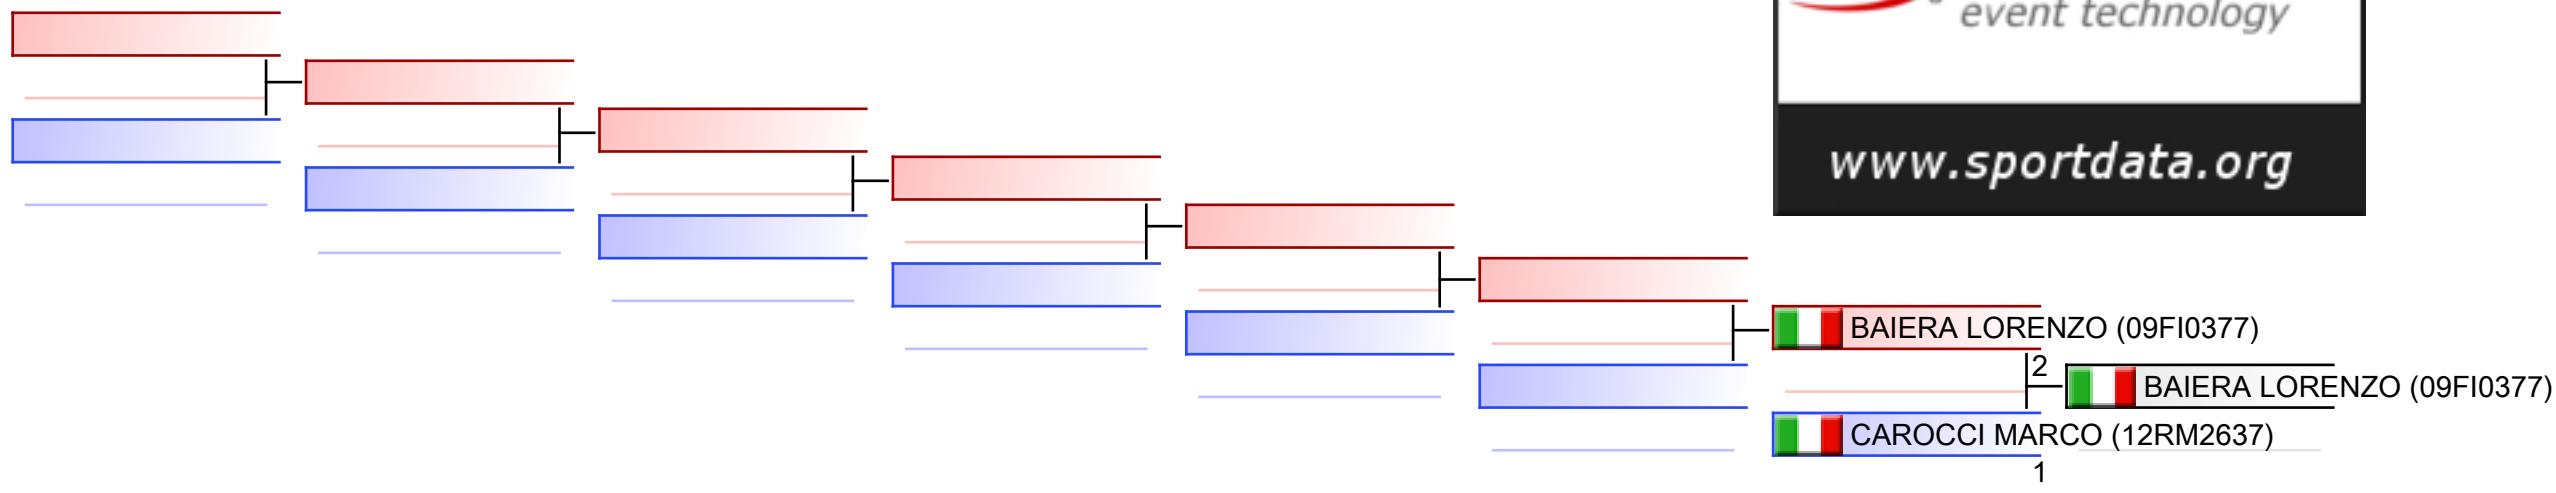 event technology
www.sportdata.org
BAIERA LORENZO (09FI0377)
2
BAIERA LORENZO (09FI0377)
CAROCCI MARCO (12RM2637)
1